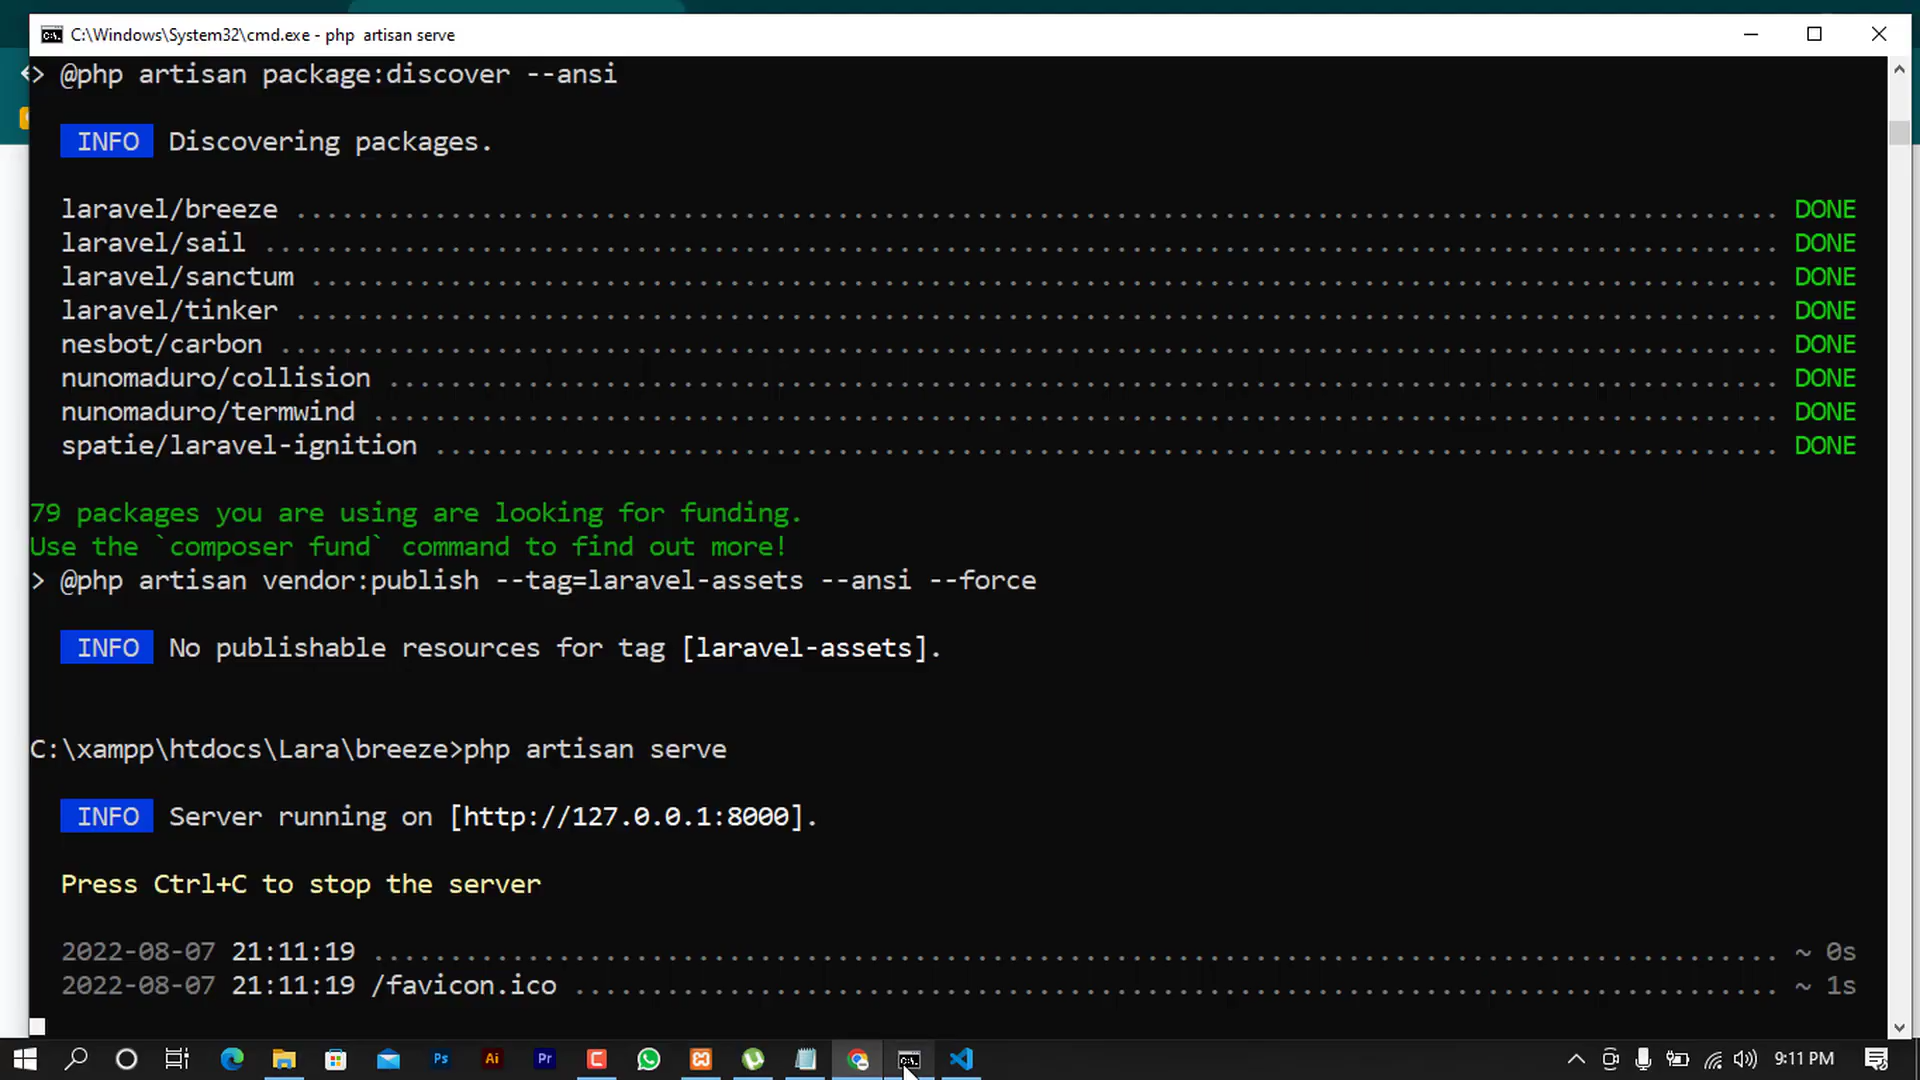 C:\Windows\System32\cmd.exe - php  artisan serve
> @php artisan package:discover --ansi
INFO  Discovering packages.
laravel/breeze ................................................................................................ DONE
laravel/sail .................................................................................................. DONE
laravel/sanctum ............................................................................................... DONE
laravel/tinker ................................................................................................ DONE
nesbot/carbon ................................................................................................. DONE
nunomaduro/collision .......................................................................................... DONE
nunomaduro/termwind ........................................................................................... DONE
spatie/laravel-ignition ....................................................................................... DONE
79 packages you are using are looking for funding.
Use the `composer fund` command to find out more!
> @php artisan vendor:publish --tag=laravel-assets --ansi --force
INFO  No publishable resources for tag [laravel-assets].
C:\xampp\htdocs\Lara\breeze>php artisan serve
INFO  Server running on [http://127.0.0.1:8000].
Press Ctrl+C to stop the server
2022-08-07 21:11:19 ........................................................................................... ~ 0s
2022-08-07 21:11:19 /favicon.ico .............................................................................. ~ 1s
Ps
Ai
Pr
9:11 PM